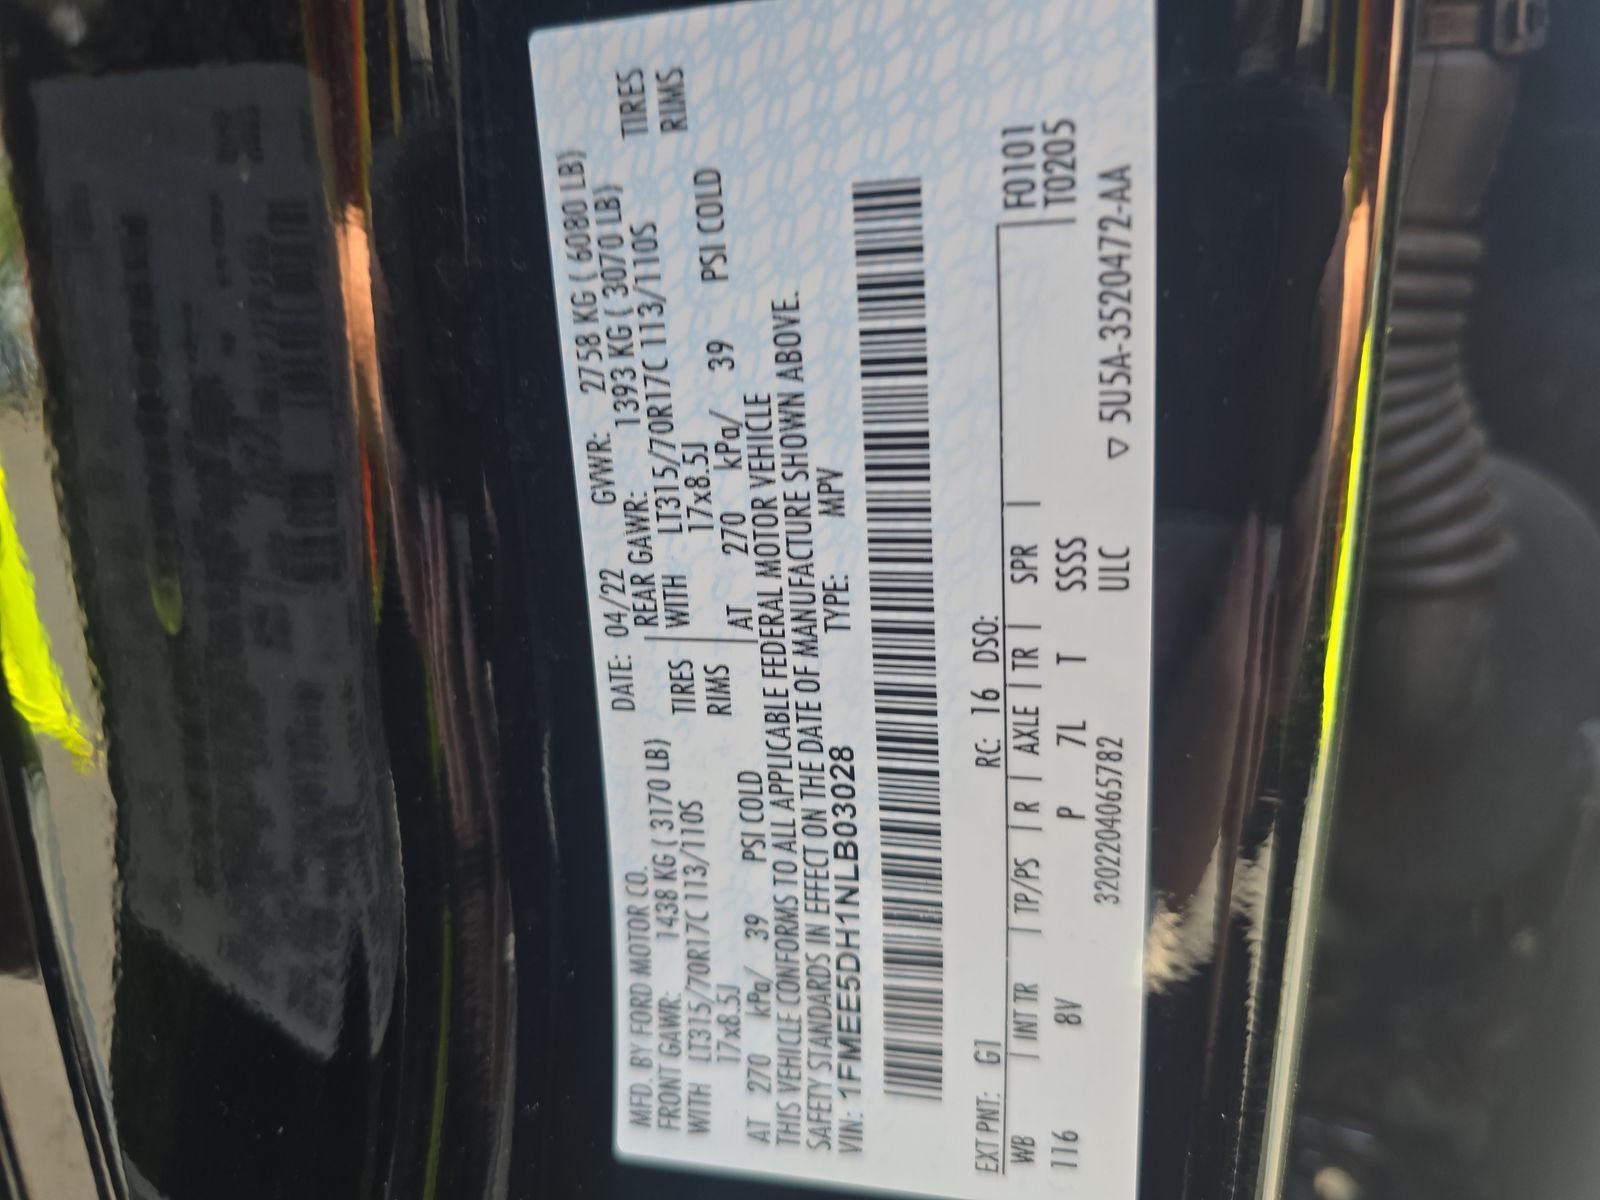 MFD. BY FORD MOTOR CO. DATE: 04/22 GVWR: 2758 KG ( 6080 LB)
FRONT GAWR: 1438 KG ( 3170 LB) REAR GAWR: 1393 KG ( 3070 LB)
WITH LT315/70R17C 113/110S TIRES WITH LT315/70R17C 113/110S TIRES
17x8.5J RIMS 17x8.5J RIMS
AT 270 kPa/ 39 PSI COLD AT 270 kPa/ 39 PSI COLD
THIS VEHICLE CONFORMS TO ALL APPLICABLE FEDERAL MOTOR VEHICLE
SAFETY STANDARDS IN EFFECT ON THE DATE OF MANUFACTURE SHOWN ABOVE.
VIN: 1FMEE5DH1NLB03028 TYPE: MPV
EXT PNT: G1 RC: 16 DSO: F0101
WB | INT TR | TP/PS | R | AXLE | TR | SPR | T0205
116 8V P 7L T SSSS
3202204065782 ULC ▽ 5U5A-3520472-AA